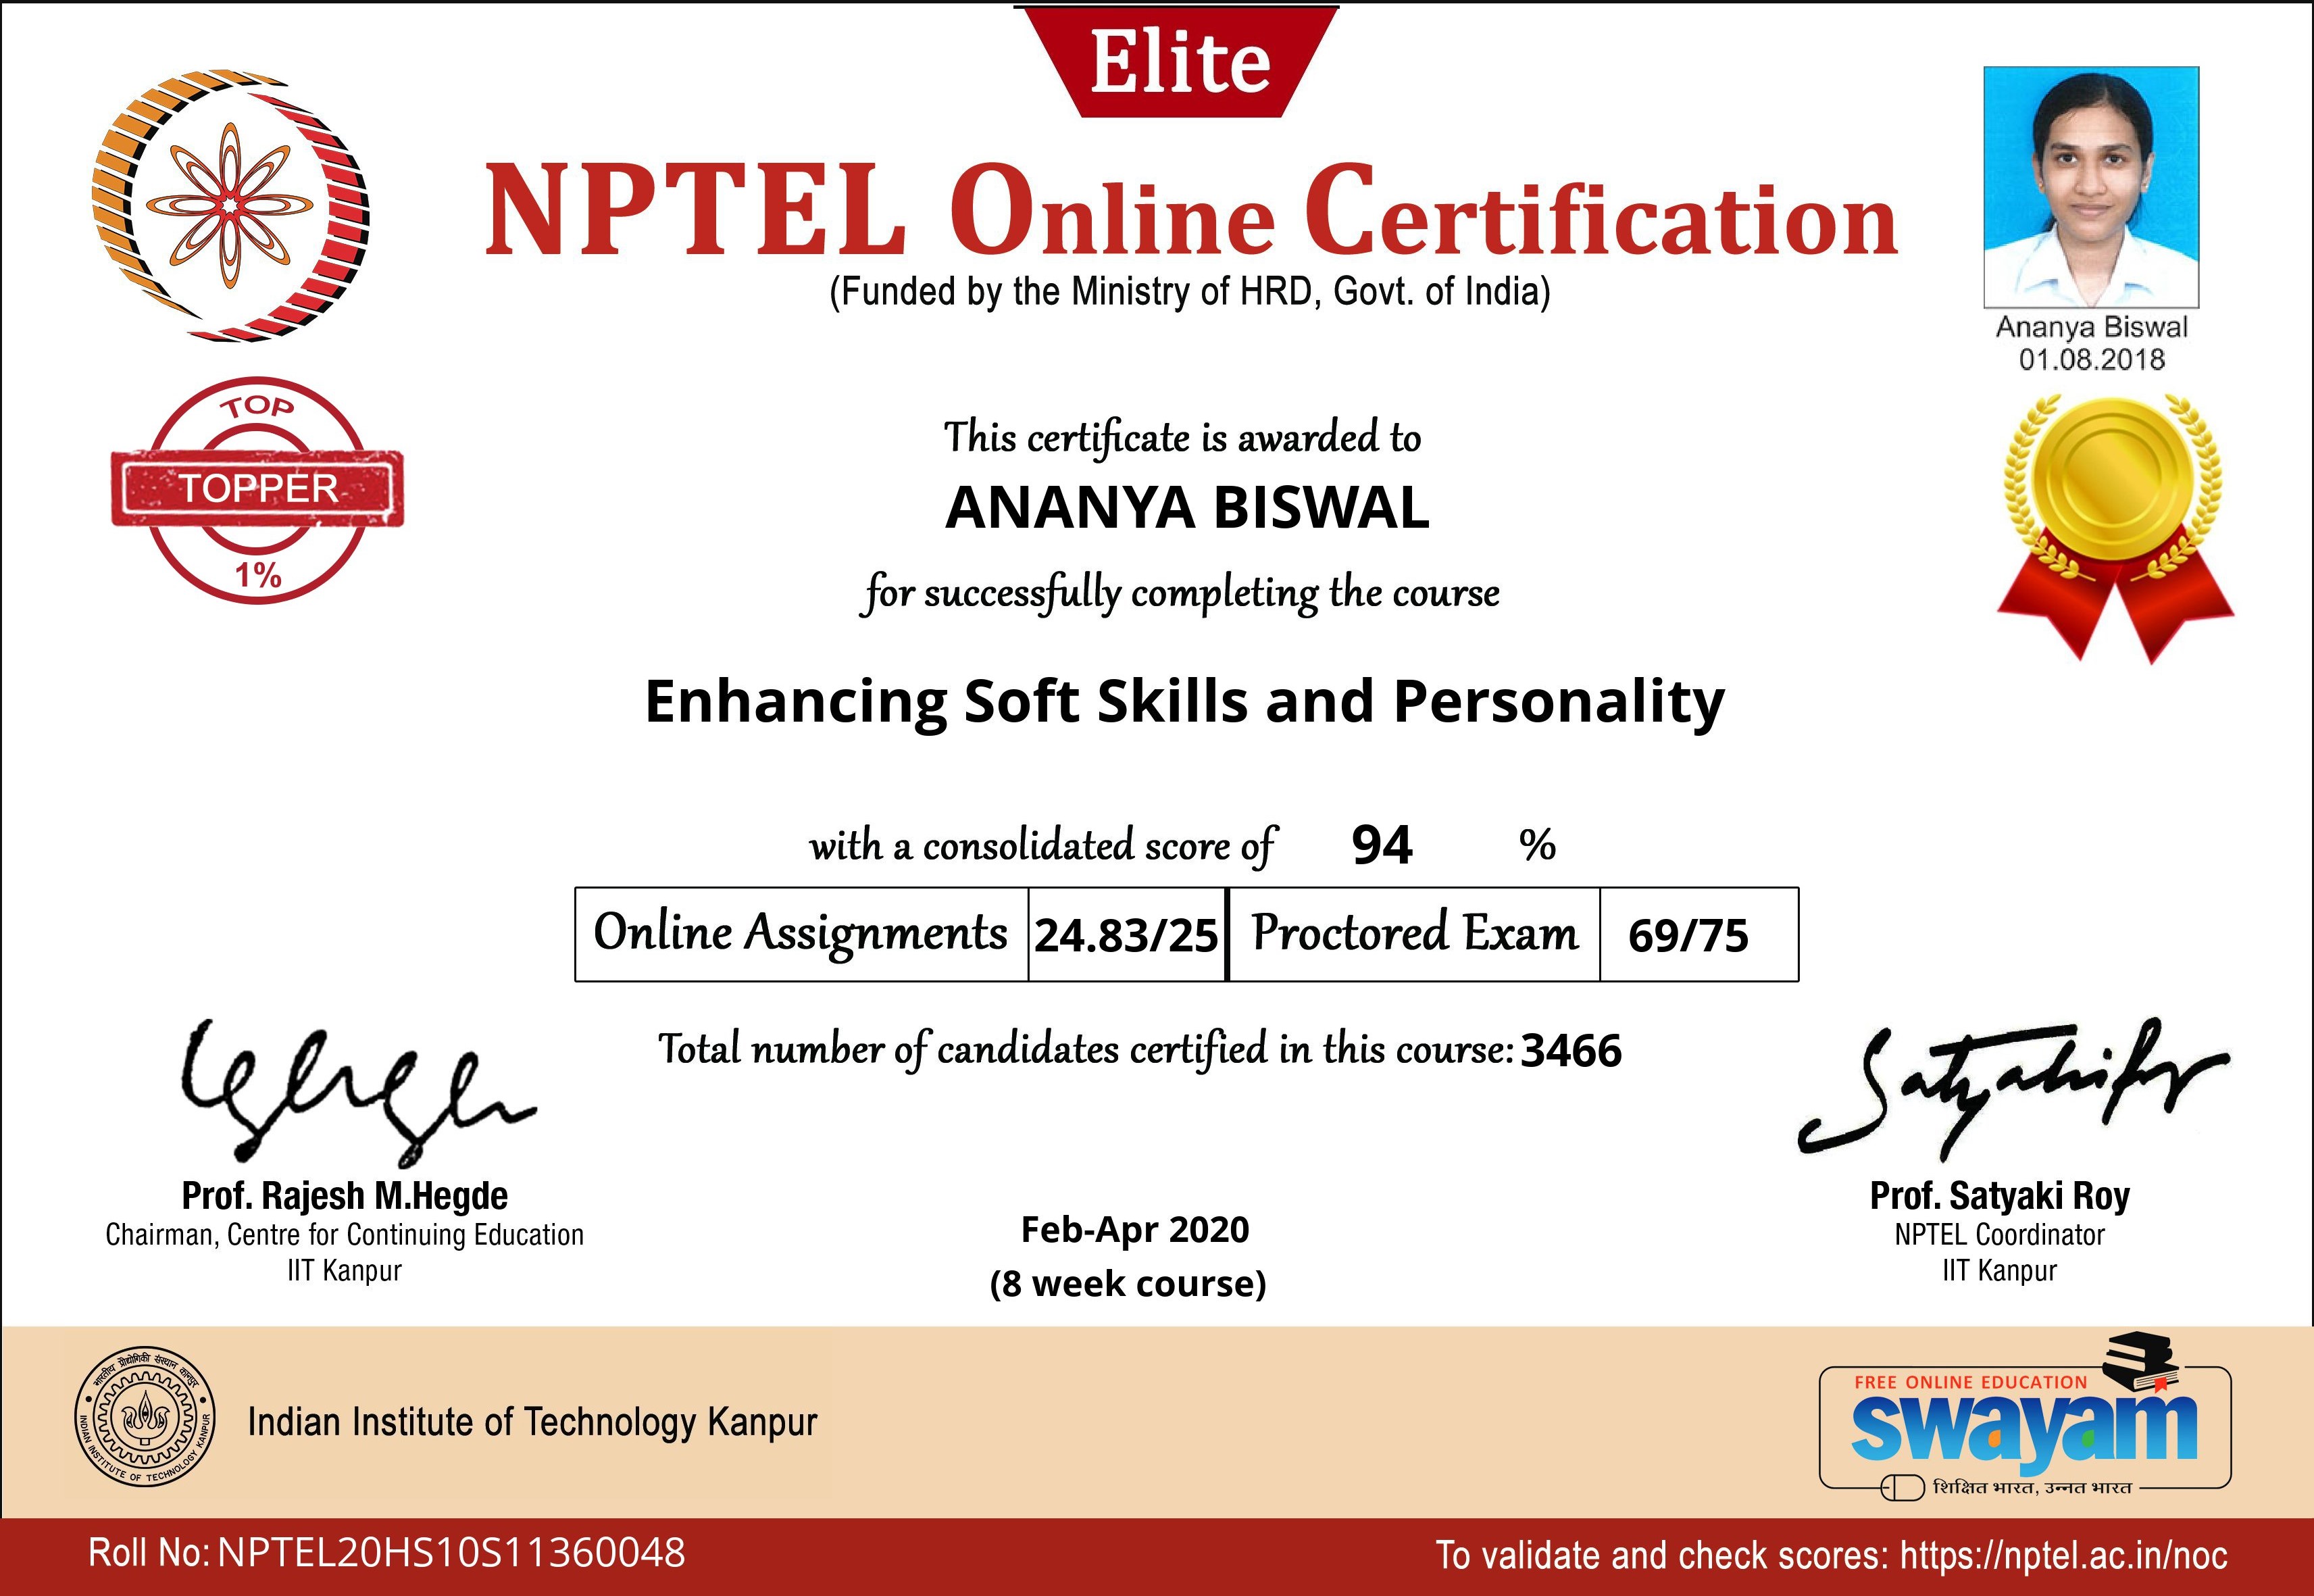 Elite
NPTEL Online Certification
(Funded by the Ministry of HRD, Govt. of India)
Ananya Biswal
01.08.2018
TOP
TOPPER
1%
This certificate is awarded to
ANANYA BISWAL
for successfully completing the course
Enhancing Soft Skills and Personality
with a consolidated score of 94 %
Online Assignments 24.83/25 Proctored Exam 69/75
Total number of candidates certified in this course: 3466
Prof. Rajesh M.Hegde
Chairman, Centre for Continuing Education
IIT Kanpur
Feb-Apr 2020
(8 week course)
Prof. Satyaki Roy
NPTEL Coordinator
IIT Kanpur
भारतीय प्रौद्योगिकी संस्थान कानपुर
INDIAN INSTITUTE OF TECHNOLOGY KANPUR
Indian Institute of Technology Kanpur
FREE ONLINE EDUCATION
swayam
शिक्षित भारत, उन्नत भारत
Roll No: NPTEL20HS10S11360048
To validate and check scores: https://nptel.ac.in/noc